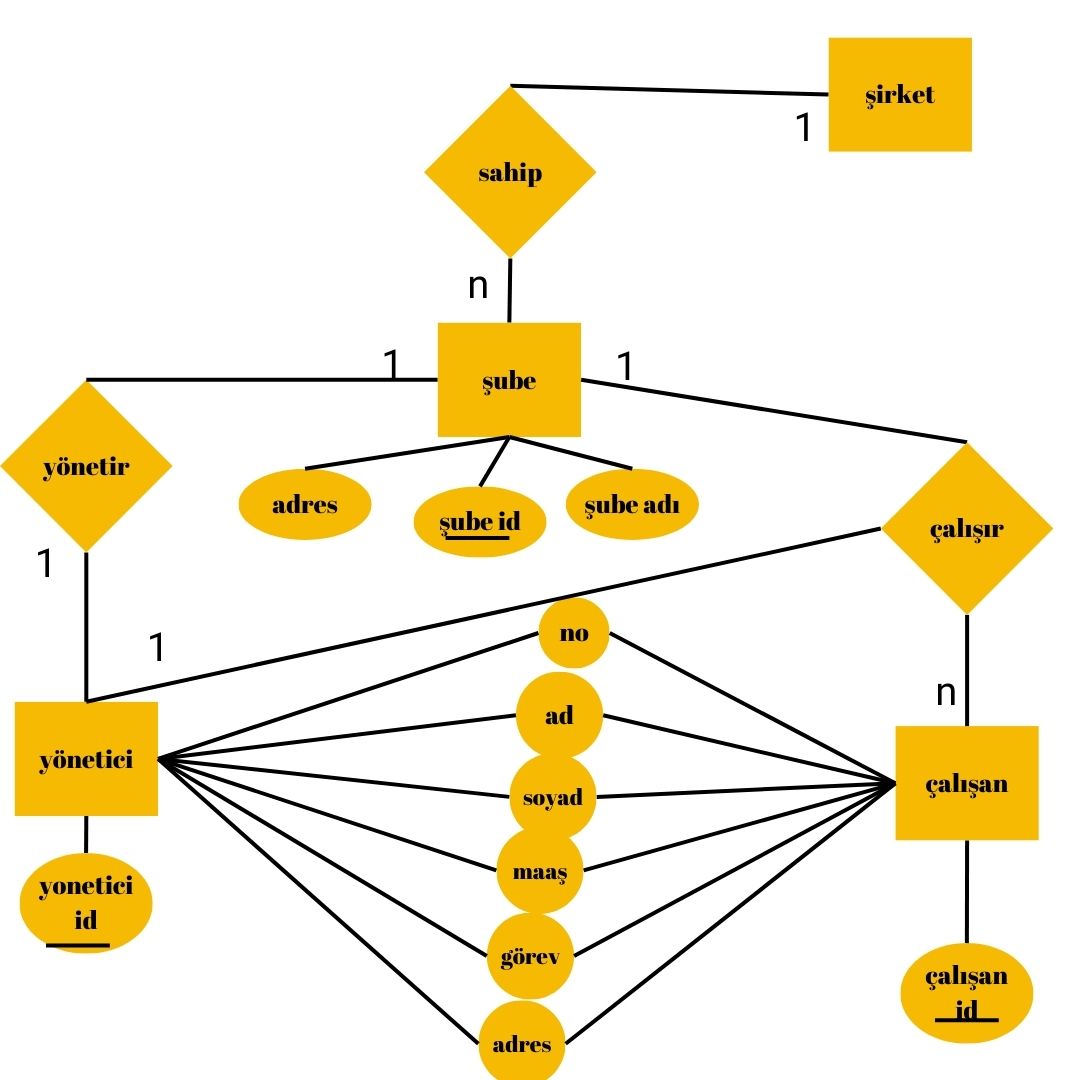 şirket
1
sahip
n
1
1
şube
yönetir
adres
şube id
şube adı
çalışır
1
1
no
n
ad
yönetici
çalışan
soyad
maaş
yonetici
id
görev
çalışan
id
adres